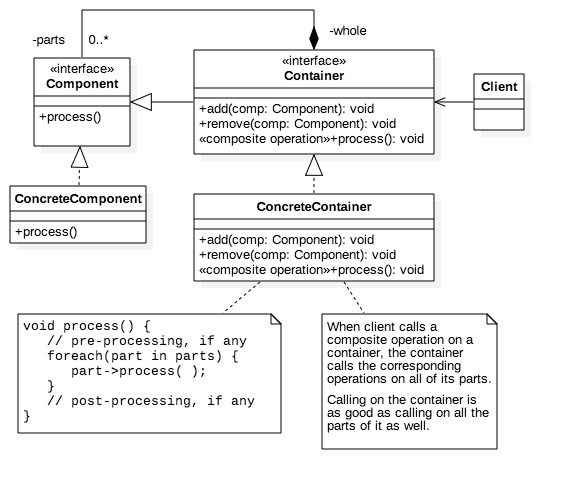 -parts
0..*
-whole
«interface»
Component
+process()
«interface»
Container
+add(comp: Component): void
+remove(comp: Component): void
«composite operation»+process(): void
Client
ConcreteComponent
+process()
ConcreteContainer
+add(comp: Component): void
+remove(comp: Component): void
«composite operation»+process(): void
void process() {
   // pre-processing, if any
   foreach(part in parts) {
      part->process( );
   }
   // post-processing, if any
}
When client calls a
composite operation on a
container, the container
calls the corresponding
operations on all of its parts.
Calling on the container is
as good as calling on all the
parts of it as well.